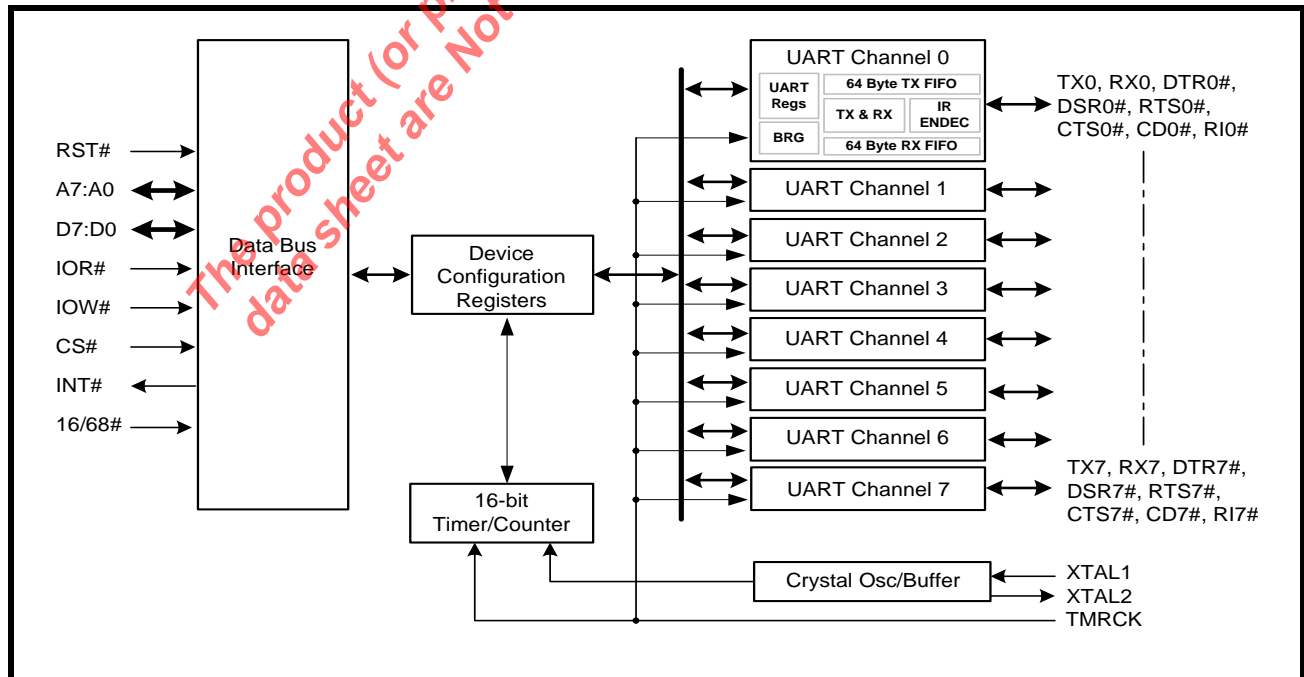 The product (or p
data sheet are Not
RST#
A7:A0
D7:D0
IOR#
IOW#
CS#
INT#
16/68#
Data Bus
Interface
Device
Configuration
Registers
16-bit
Timer/Counter
UART Channel 0
UART
Regs
BRG
64 Byte TX FIFO
TX & RX
IR
ENDEC
64 Byte RX FIFO
UART Channel 1
UART Channel 2
UART Channel 3
UART Channel 4
UART Channel 5
UART Channel 6
UART Channel 7
Crystal Osc/Buffer
TX0, RX0, DTR0#,
DSR0#, RTS0#,
CTS0#, CD0#, RI0#
TX7, RX7, DTR7#,
DSR7#, RTS7#,
CTS7#, CD7#, RI7#
XTAL1
XTAL2
TMRCK